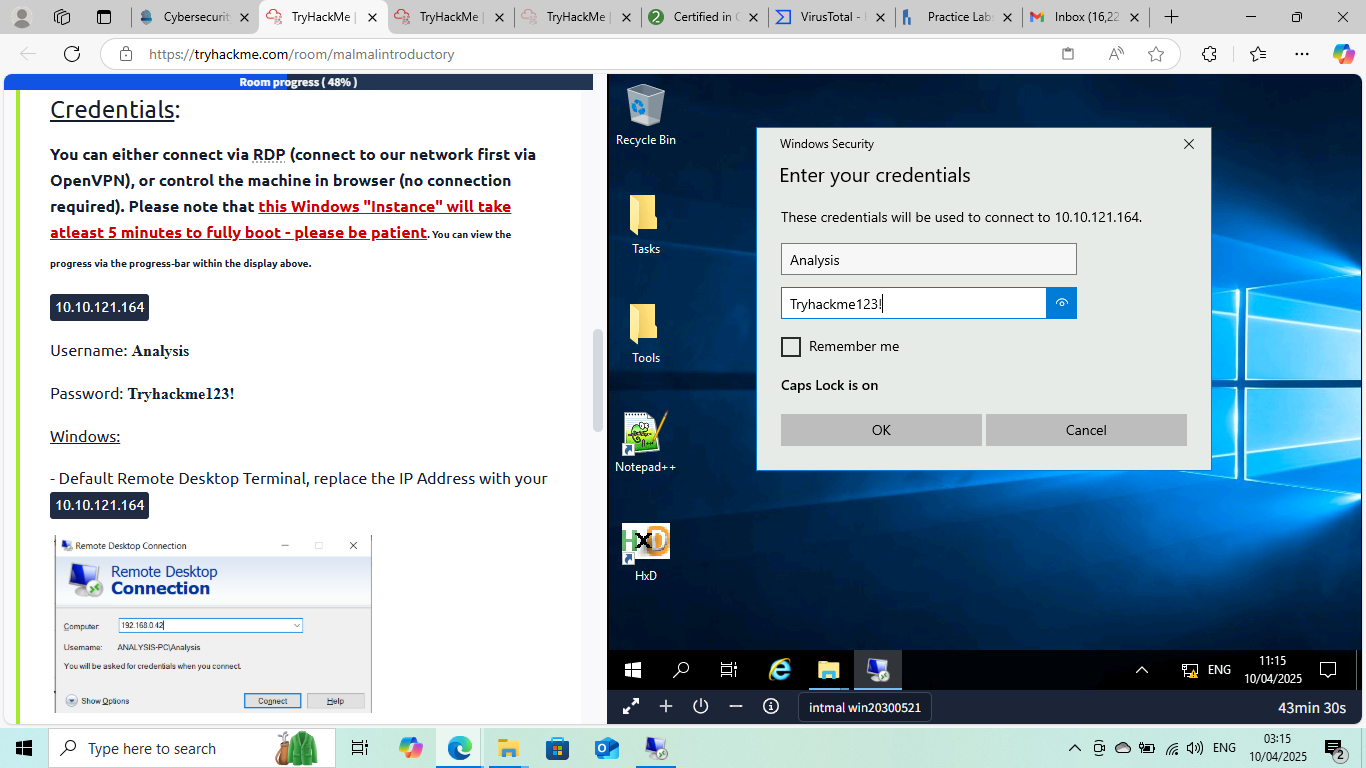 Cybersecurit
TryHackMe |
TryHackMe |
TryHackMe |
Certified in C
VirusTotal - H
Practice Labs
Inbox (16,22
https://tryhackme.com/room/malmalintroductory
Room progress ( 48% )
Credentials:
You can either connect via RDP (connect to our network first via
OpenVPN), or control the machine in browser (no connection
required). Please note that this Windows "Instance" will take
atleast 5 minutes to fully boot - please be patient. You can view the
progress via the progress-bar within the display above.
10.10.121.164
Username: Analysis
Password: Tryhackme123!
Windows:
- Default Remote Desktop Terminal, replace the IP Address with your
10.10.121.164
Remote Desktop Connection
Remote Desktop
Connection
Computer:
192.168.0.42
Username:
ANALYSIS-PC\Analysis
You will be asked for credentials when you connect.
Show Options
Connect
Help
Recycle Bin
Tasks
Tools
Notepad++
HxD
HxD
Windows Security
Enter your credentials
These credentials will be used to connect to 10.10.121.164.
Analysis
Tryhackme123!
Remember me
Caps Lock is on
OK
Cancel
ENG
11:15
10/04/2025
intmal win20300521
43min 30s
Type here to search
ENG
03:15
10/04/2025
2